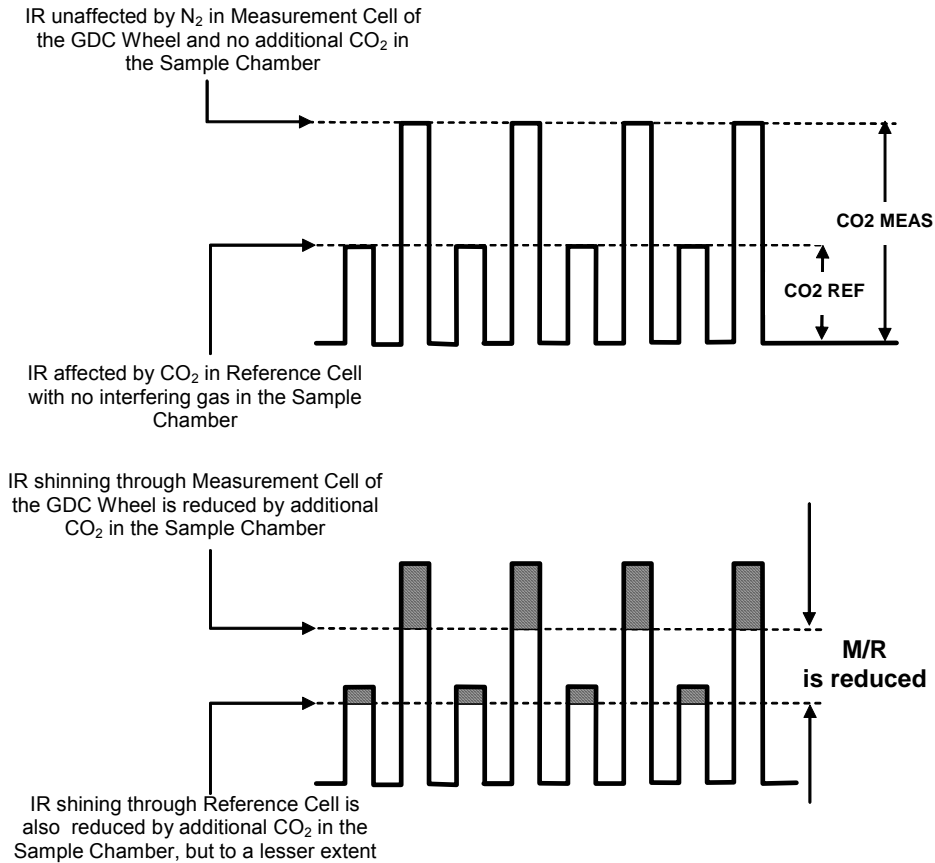 IR unaffected by N₂ in Measurement Cell of
the GDC Wheel and no additional CO₂ in
the Sample Chamber
CO2 MEAS
CO2 REF
IR affected by CO₂ in Reference Cell
with no interfering gas in the Sample
Chamber
IR shinning through Measurement Cell of
the GDC Wheel is reduced by additional
CO₂ in the Sample Chamber
M/R
is reduced
IR shining through Reference Cell is
also reduced by additional CO₂ in the
Sample Chamber, but to a lesser extent